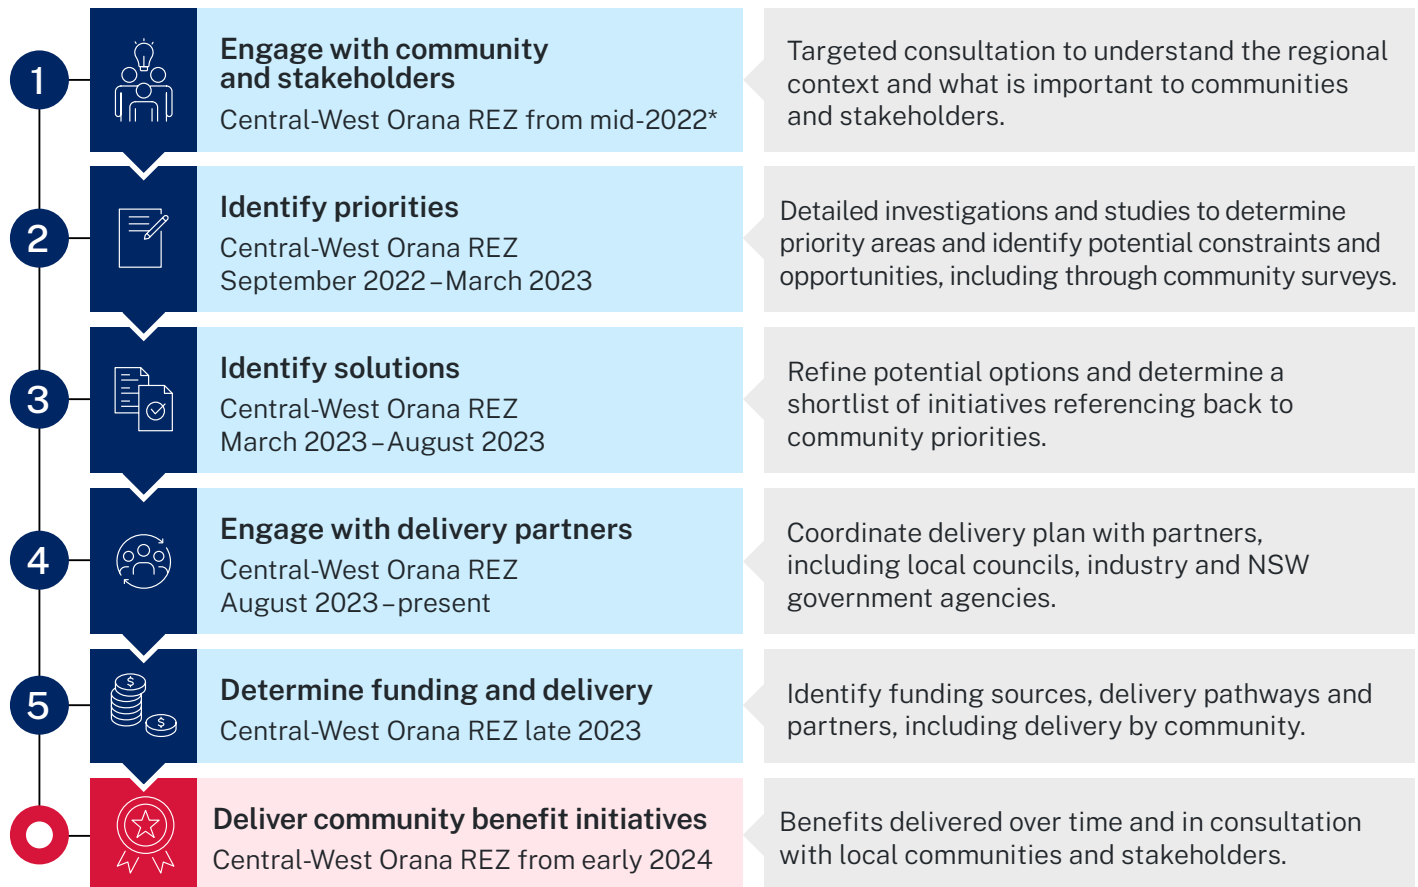 1
Engage with community
and stakeholders
Central-West Orana REZ from mid-2022*
Targeted consultation to understand the regional
context and what is important to communities
and stakeholders.
2
Identify priorities
Central-West Orana REZ
September 2022–March 2023
Detailed investigations and studies to determine
priority areas and identify potential constraints and
opportunities, including through community surveys.
3
Identify solutions
Central-West Orana REZ
March 2023–August 2023
Refine potential options and determine a
shortlist of initiatives referencing back to
community priorities.
4
Engage with delivery partners
Central-West Orana REZ
August 2023–present
Coordinate delivery plan with partners,
including local councils, industry and NSW
government agencies.
5
$
$
Determine funding and delivery
Central-West Orana REZ late 2023
Identify funding sources, delivery pathways and
partners, including delivery by community.
Deliver community benefit initiatives
Central-West Orana REZ from early 2024
Benefits delivered over time and in consultation
with local communities and stakeholders.